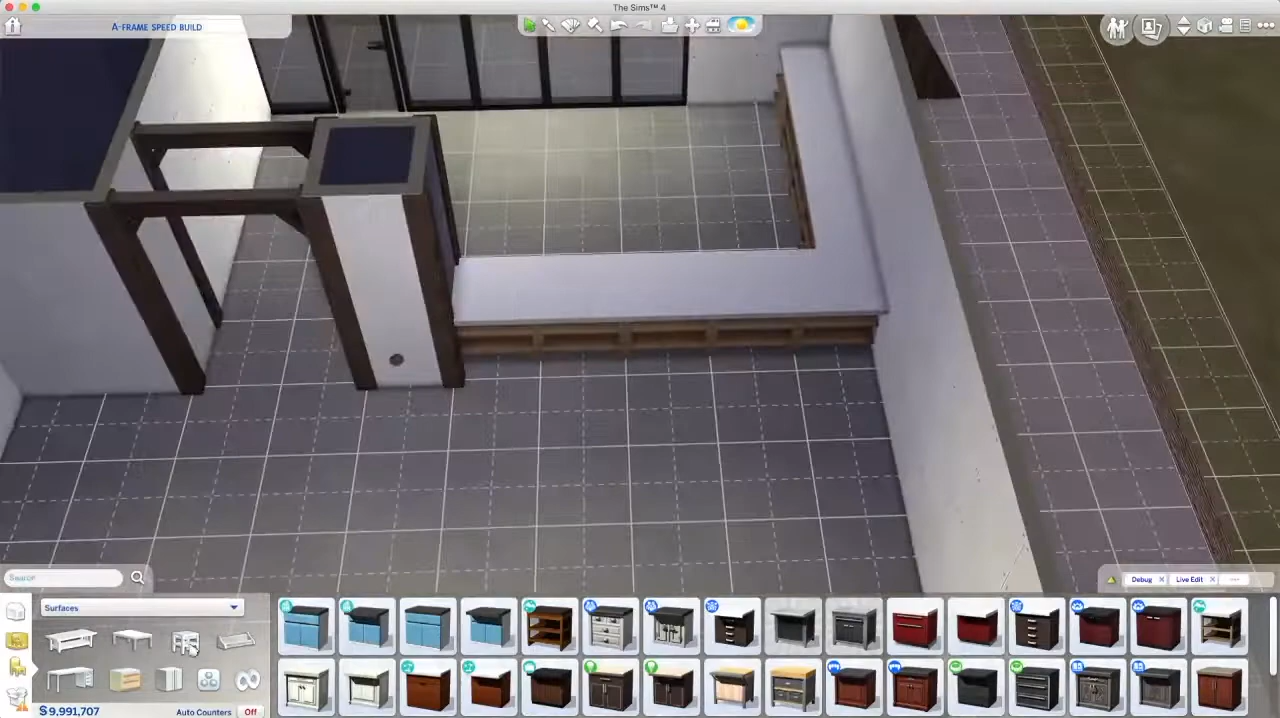 The Sims™ 4
A-FRAME SPEED BUILD
Debug X Live Edit X
Search
Surfaces
§9,991,707 Auto Counters Off